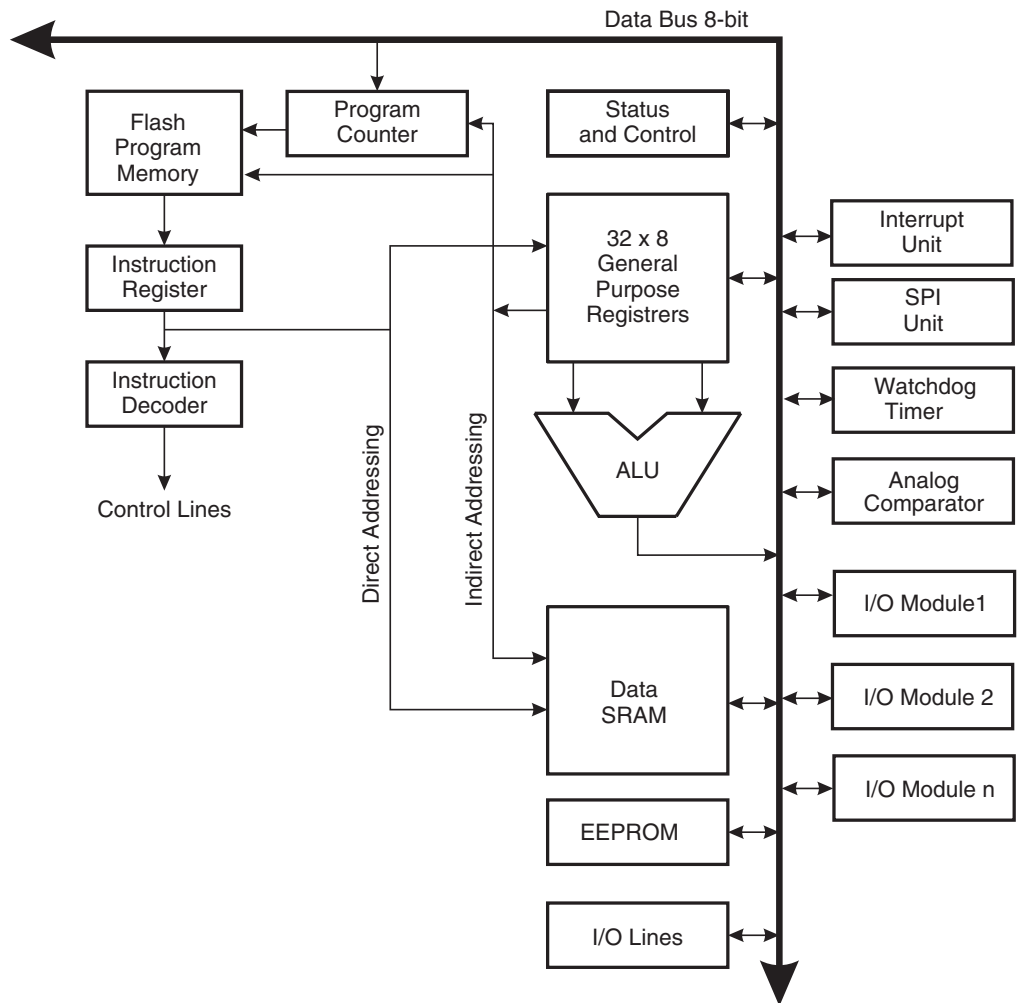 Data Bus 8-bit
Flash
Program
Memory
Program
Counter
Status
and Control
32 x 8
General
Purpose
Registrers
Interrupt
Unit
Instruction
Register
SPI
Unit
Instruction
Decoder
Watchdog
Timer
Direct Addressing
Indirect Addressing
ALU
Analog
Comparator
Control Lines
I/O Module1
Data
SRAM
I/O Module 2
I/O Module n
EEPROM
I/O Lines